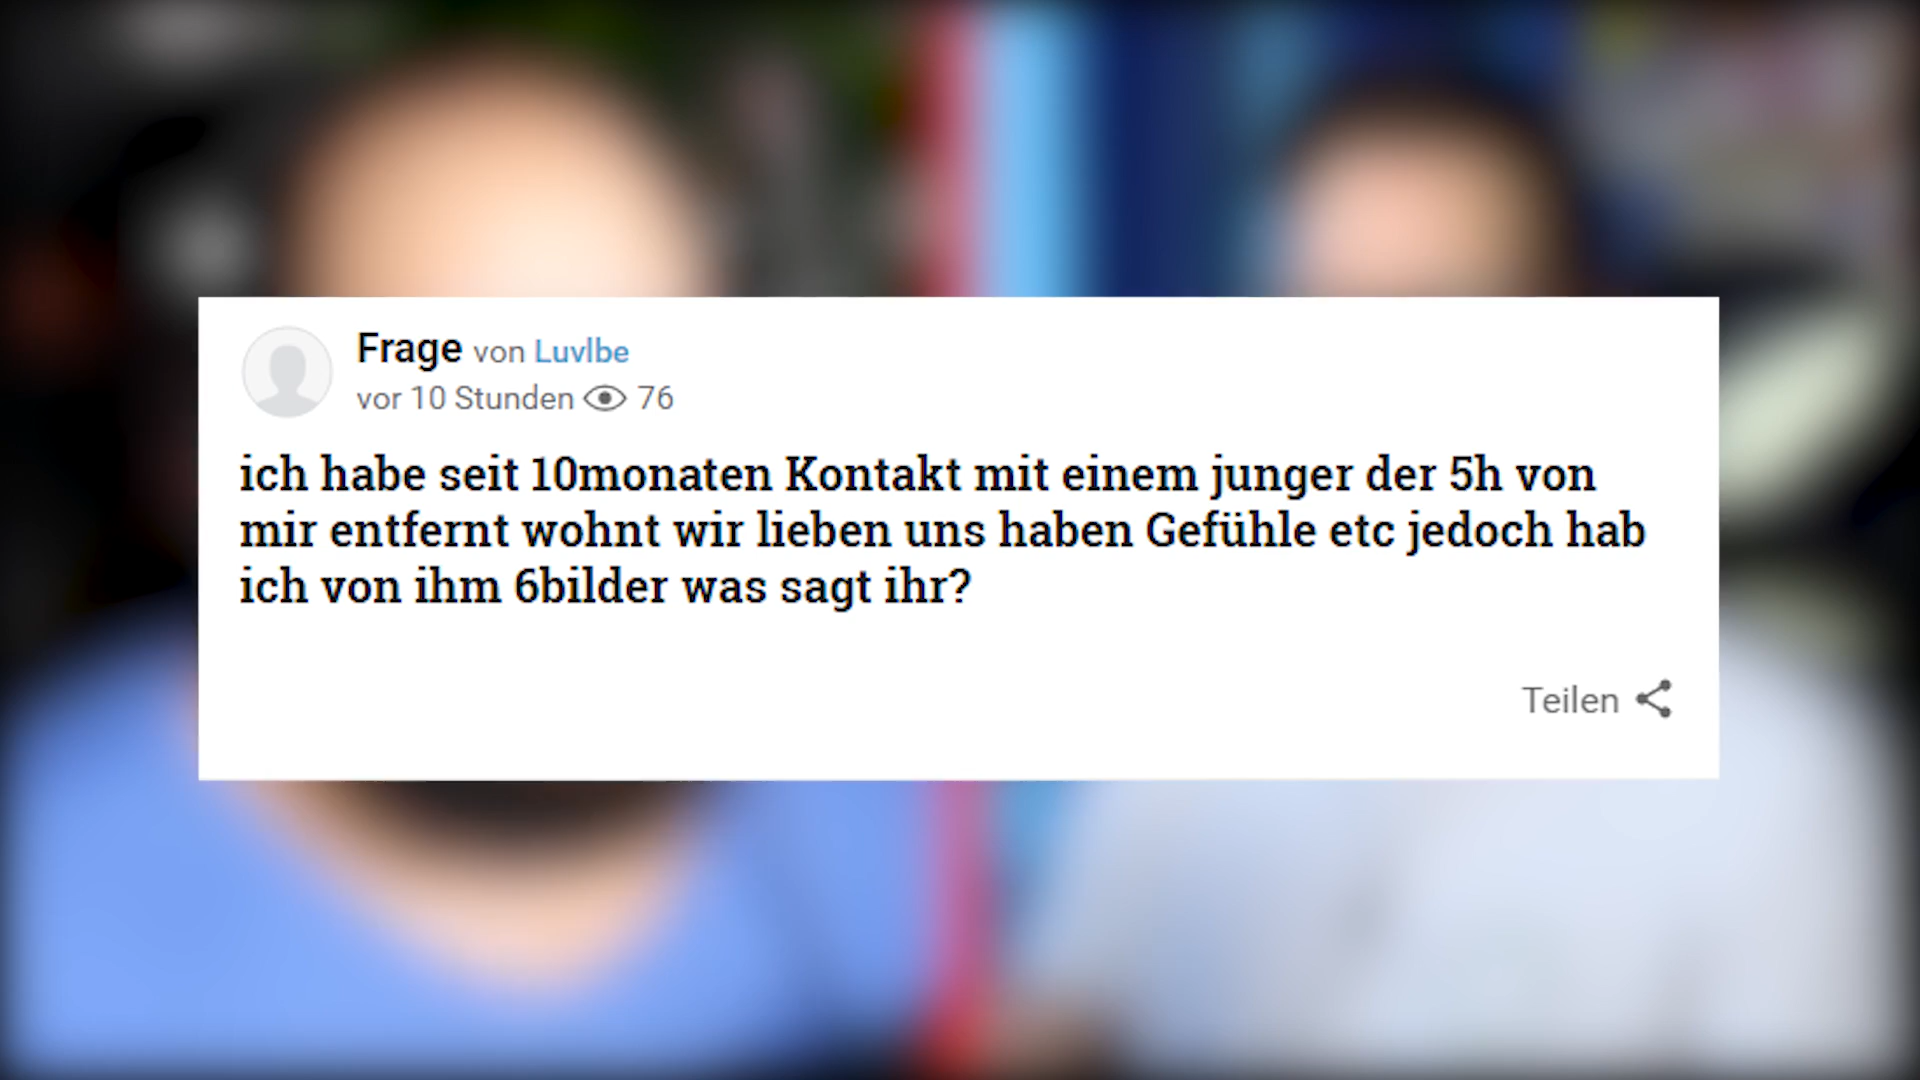 Frage von Luvlbe
vor 10 Stunden 76
ich habe seit 10monaten Kontakt mit einem junger der 5h von
mir entfernt wohnt wir lieben uns haben Gefühle etc jedoch hab
ich von ihm 6bilder was sagt ihr?
Teilen